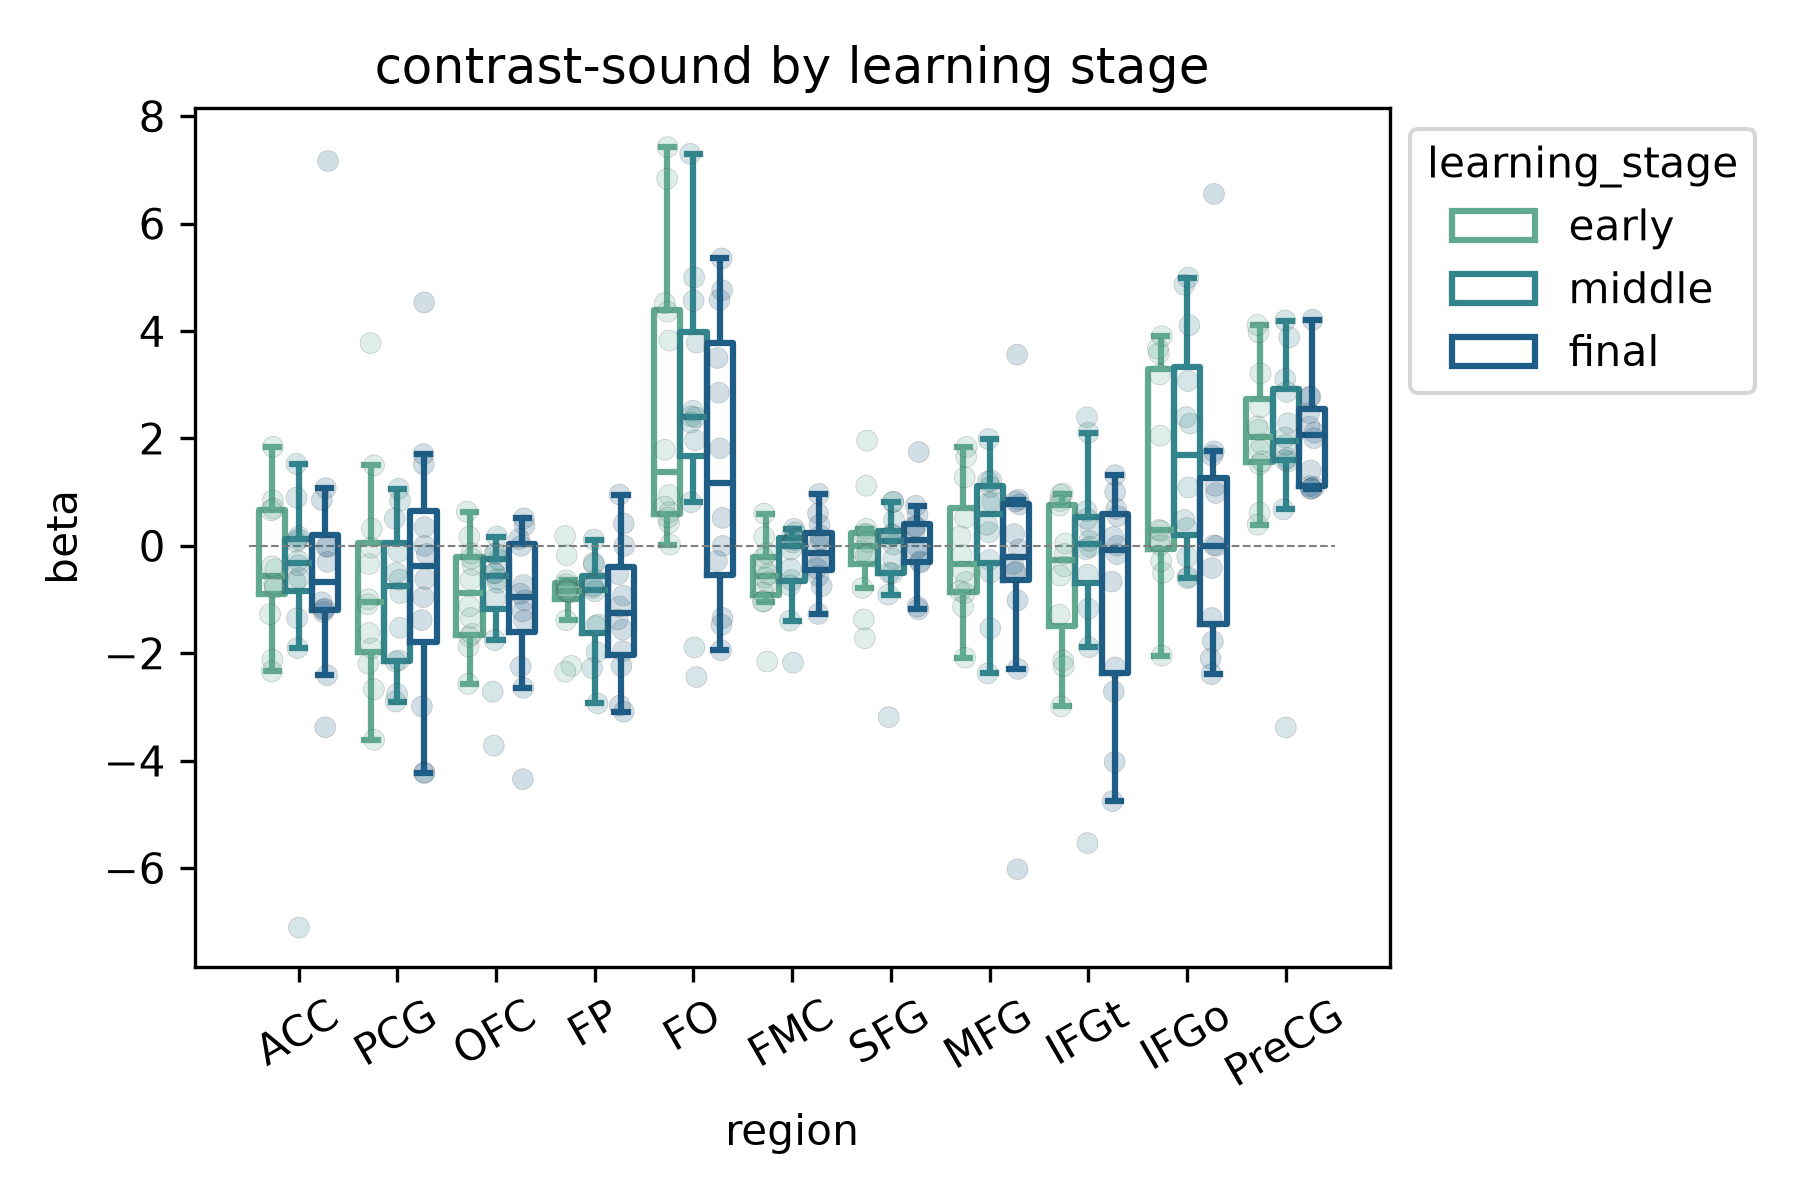 contrast-sound by learning stage
8
6
4
2
0
−2
−4
−6
beta
ACC
PCG
OFC
FP
FO
FMC
SFG
MFG
IFGt
IFGo
PreCG
region
learning_stage
early
middle
final